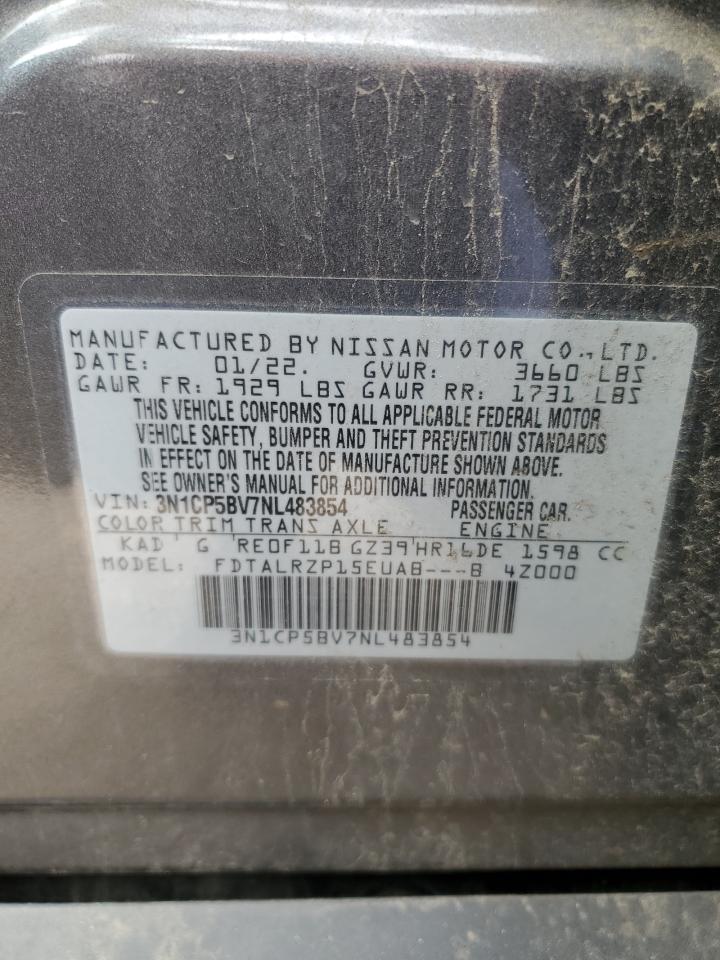 MANUFACTURED BY NISSAN MOTOR CO., LTD.
DATE: 01/22. GVWR: 3660 LBS
GAWR FR: 1929 LBS GAWR RR: 1731 LBS
THIS VEHICLE CONFORMS TO ALL APPLICABLE FEDERAL MOTOR
VEHICLE SAFETY, BUMPER AND THEFT PREVENTION STANDARDS
IN EFFECT ON THE DATE OF MANUFACTURE SHOWN ABOVE.
SEE OWNER'S MANUAL FOR ADDITIONAL INFORMATION.
VIN: 3N1CP5BV7NL483854 PASSENGER CAR.
COLOR TRIM TRANS AXLE ENGINE
KAD G RE0F11B GZ39 HR16DE 1598 CC
MODEL: FDTALRZP15EUAB---B 4Z000
3N1CP5BV7NL483854